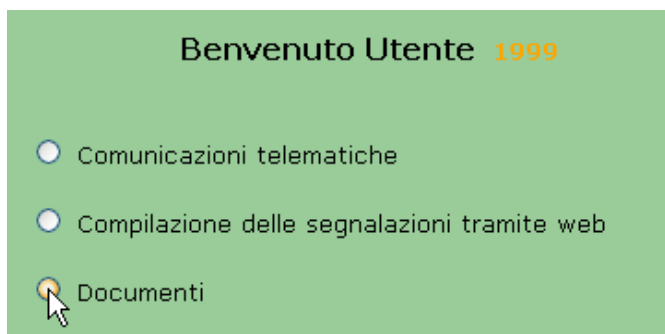 Benvenuto Utente 1999
Comunicazioni telematiche
Compilazione delle segnalazioni tramite web
Documenti